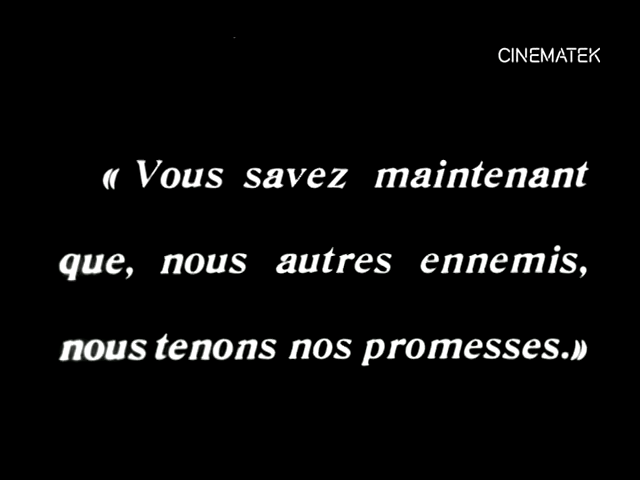 CINEMATEK
« Vous savez maintenant
que, nous autres ennemis,
nous tenons nos promesses.»